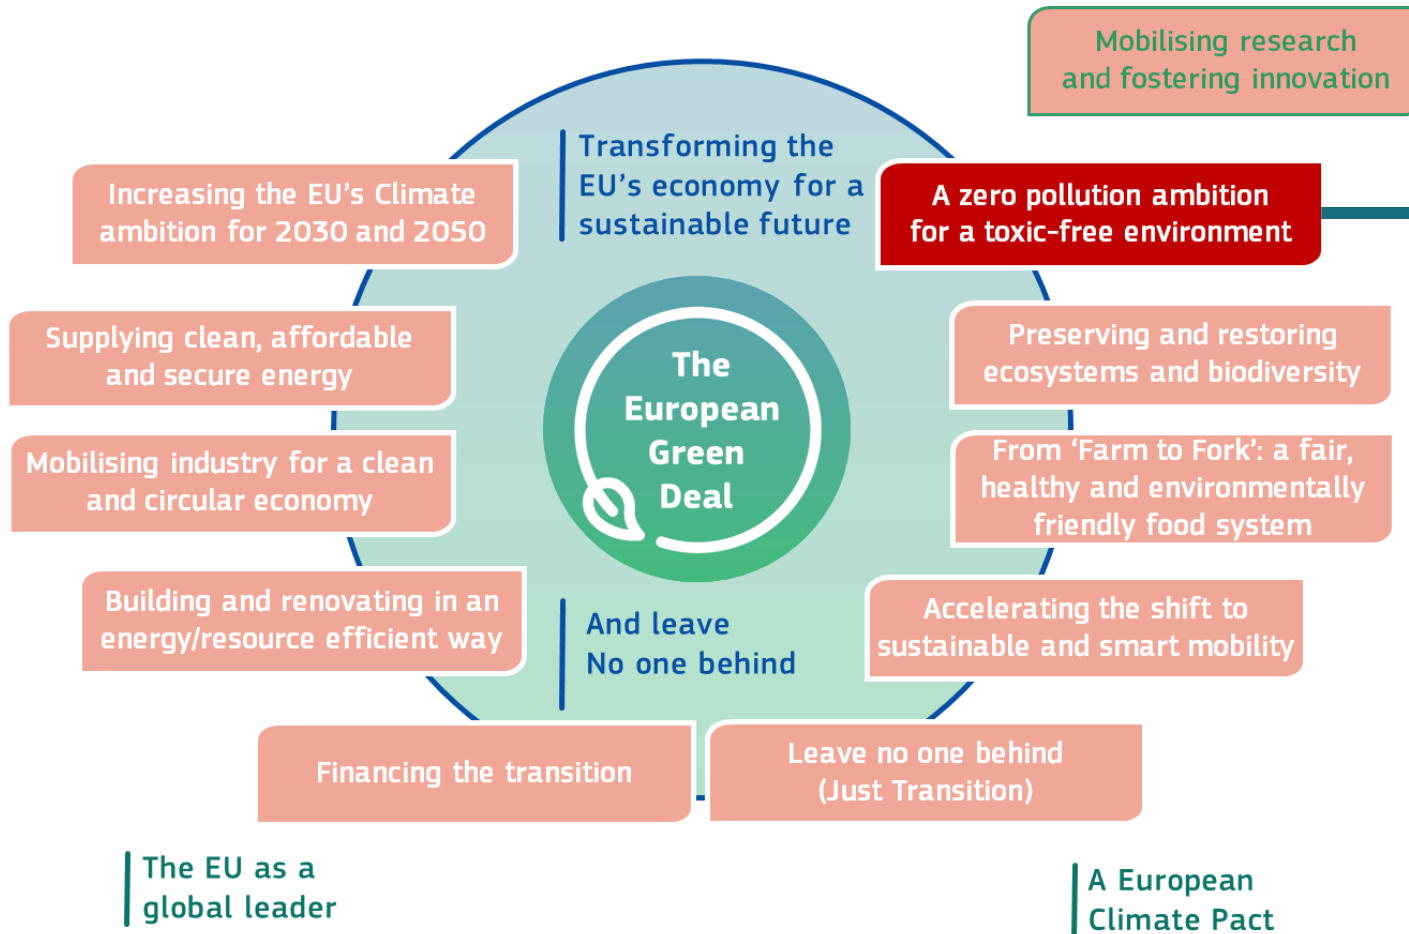 Mobilising research
and fostering innovation
Transforming the
EU's economy for a
sustainable future
Increasing the EU's Climate
ambition for 2030 and 2050
A zero pollution ambition
for a toxic-free environment
Supplying clean, affordable
and secure energy
Preserving and restoring
ecosystems and biodiversity
The
European
Green
Deal
Mobilising industry for a clean
and circular economy
From ‘Farm to Fork’: a fair,
healthy and environmentally
friendly food system
Building and renovating in an
energy/resource efficient way
And leave
No one behind
Accelerating the shift to
sustainable and smart mobility
Financing the transition
Leave no one behind
(Just Transition)
The EU as a
global leader
A European
Climate Pact